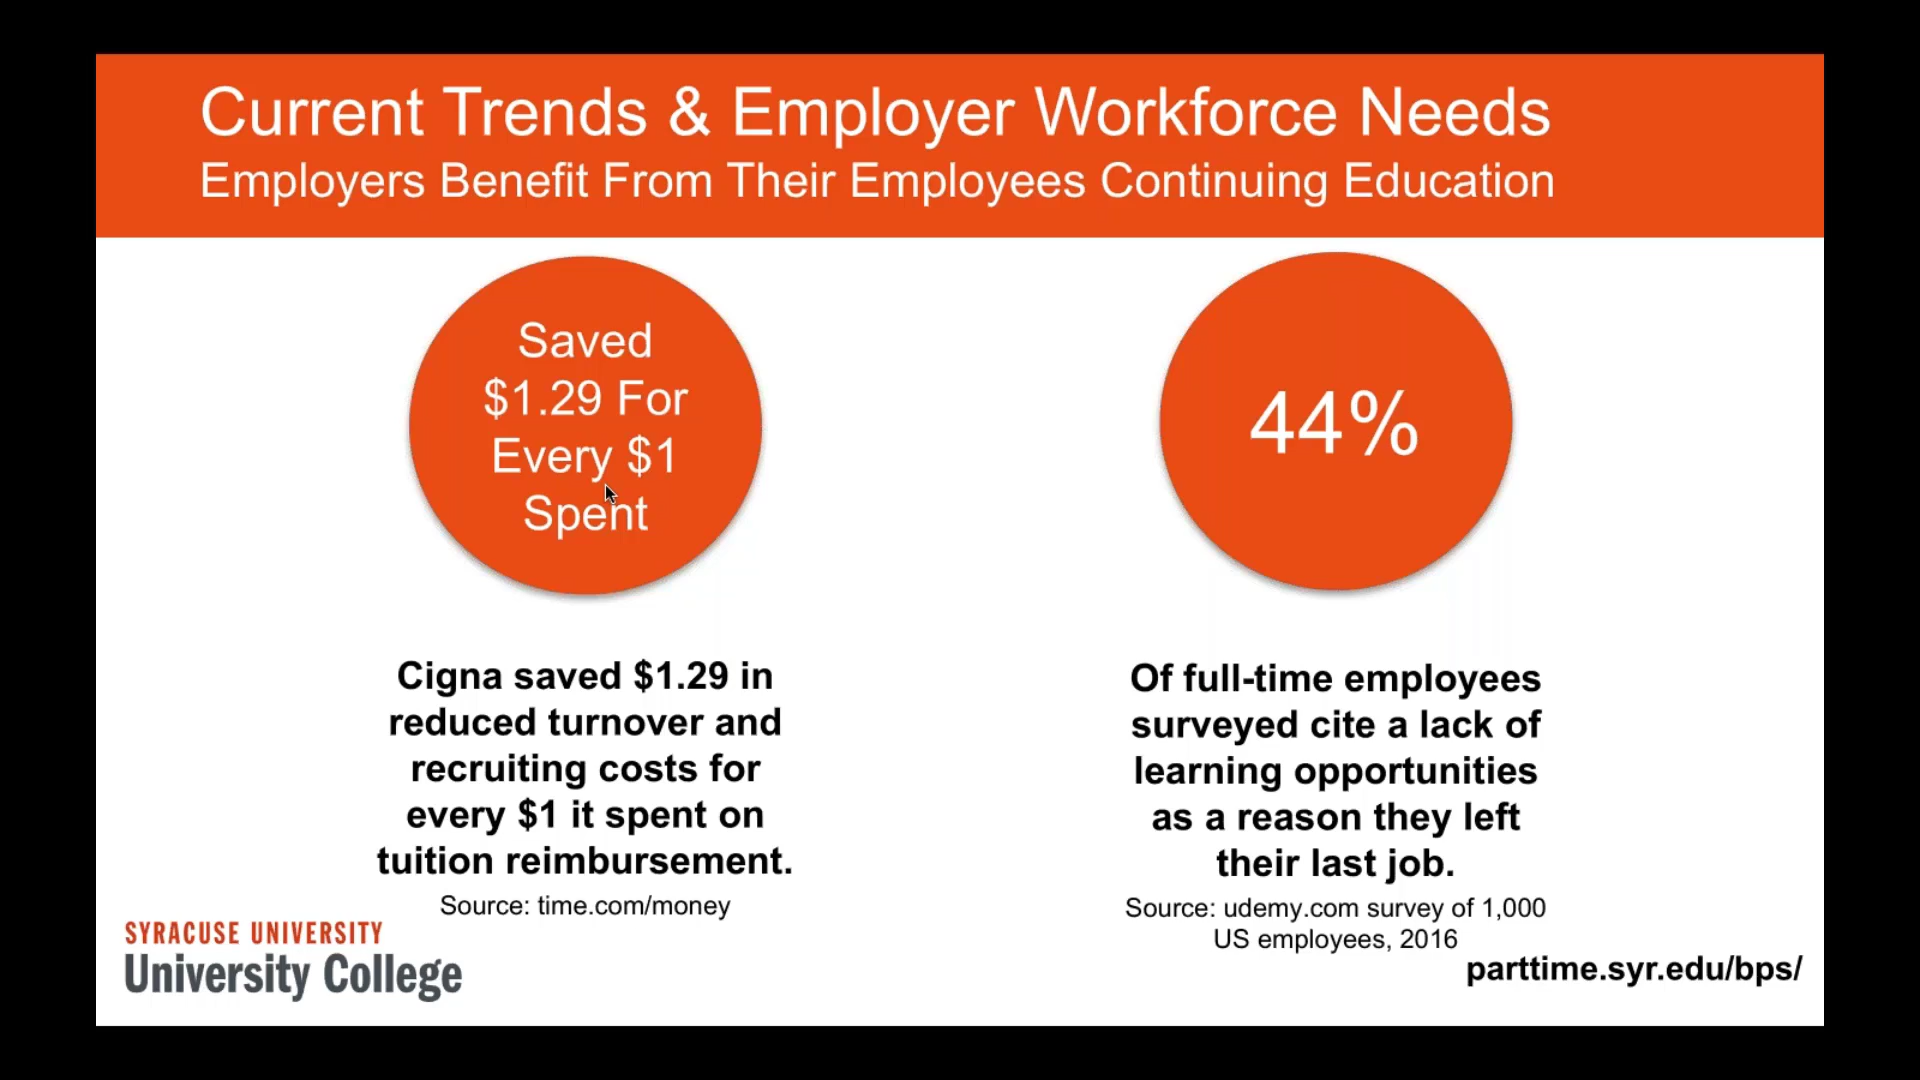 Current Trends & Employer Workforce Needs
Employers Benefit From Their Employees Continuing Education
Saved
$1.29 For
Every $1
Spent
44%
Cigna saved $1.29 in
reduced turnover and
recruiting costs for
every $1 it spent on
tuition reimbursement.
Source: time.com/money
Of full-time employees
surveyed cite a lack of
learning opportunities
as a reason they left
their last job.
Source: udemy.com survey of 1,000
US employees, 2016
SYRACUSE UNIVERSITY
University College
parttime.syr.edu/bps/